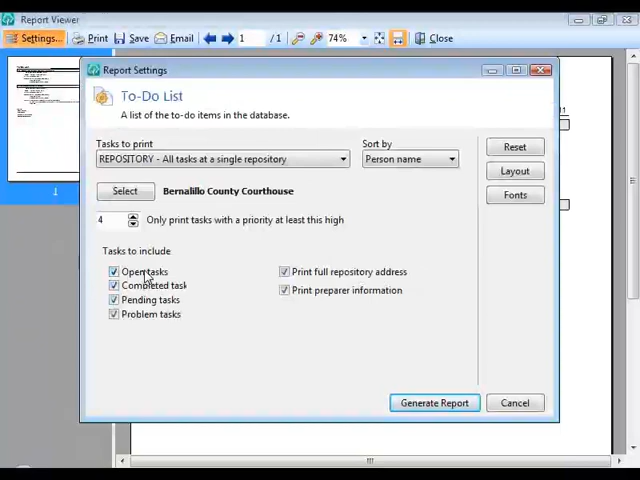 Report Viewer
Settings... Print Save Email 1 / 1 74% Close
Report Settings
To-Do List
A list of the to-do items in the database.
Tasks to print Sort by
REPOSITORY - All tasks at a single repository Person name Reset
Layout
Select Bernalillo County Courthouse Fonts
4 Only print tasks with a priority at least this high
Tasks to include
Open tasks Print full repository address
Completed task
Pending tasks Print preparer information
Problem tasks
1
Generate Report Cancel